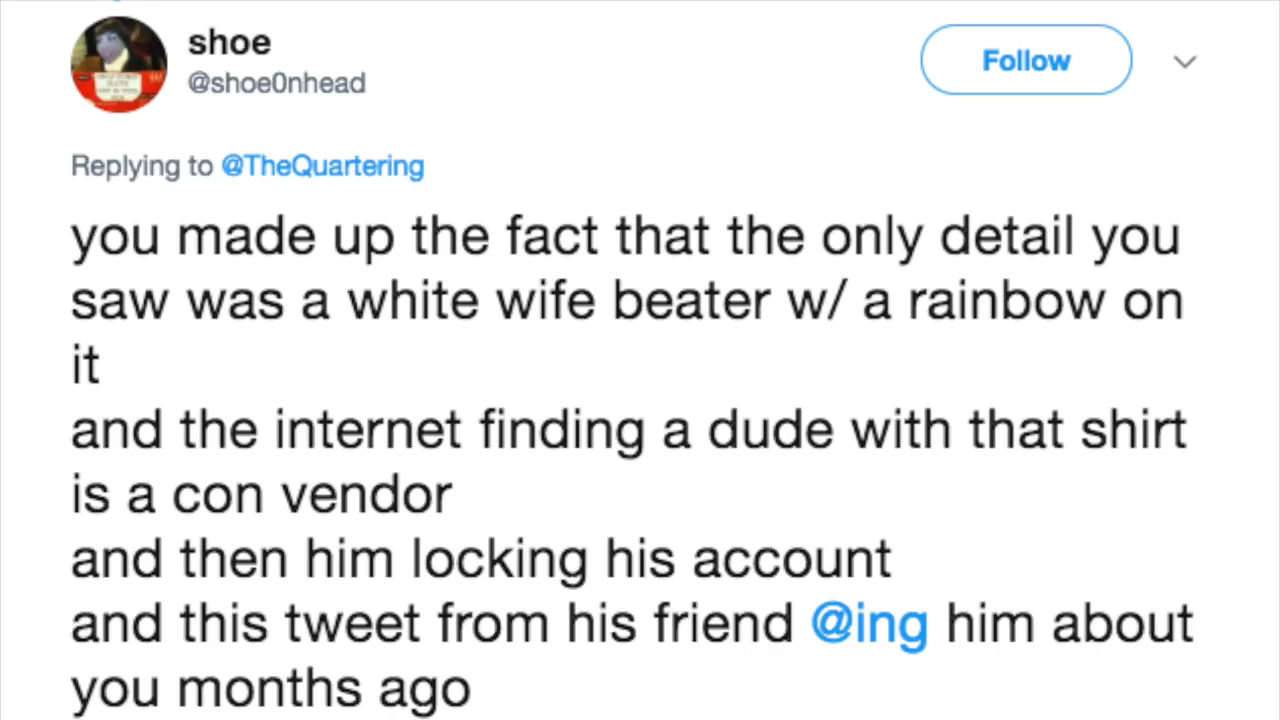 shoe
@shoe0nhead
Follow
Replying to @TheQuartering
you made up the fact that the only detail you
saw was a white wife beater w/ a rainbow on
it
and the internet finding a dude with that shirt
is a con vendor
and then him locking his account
and this tweet from his friend @ing him about
you months ago